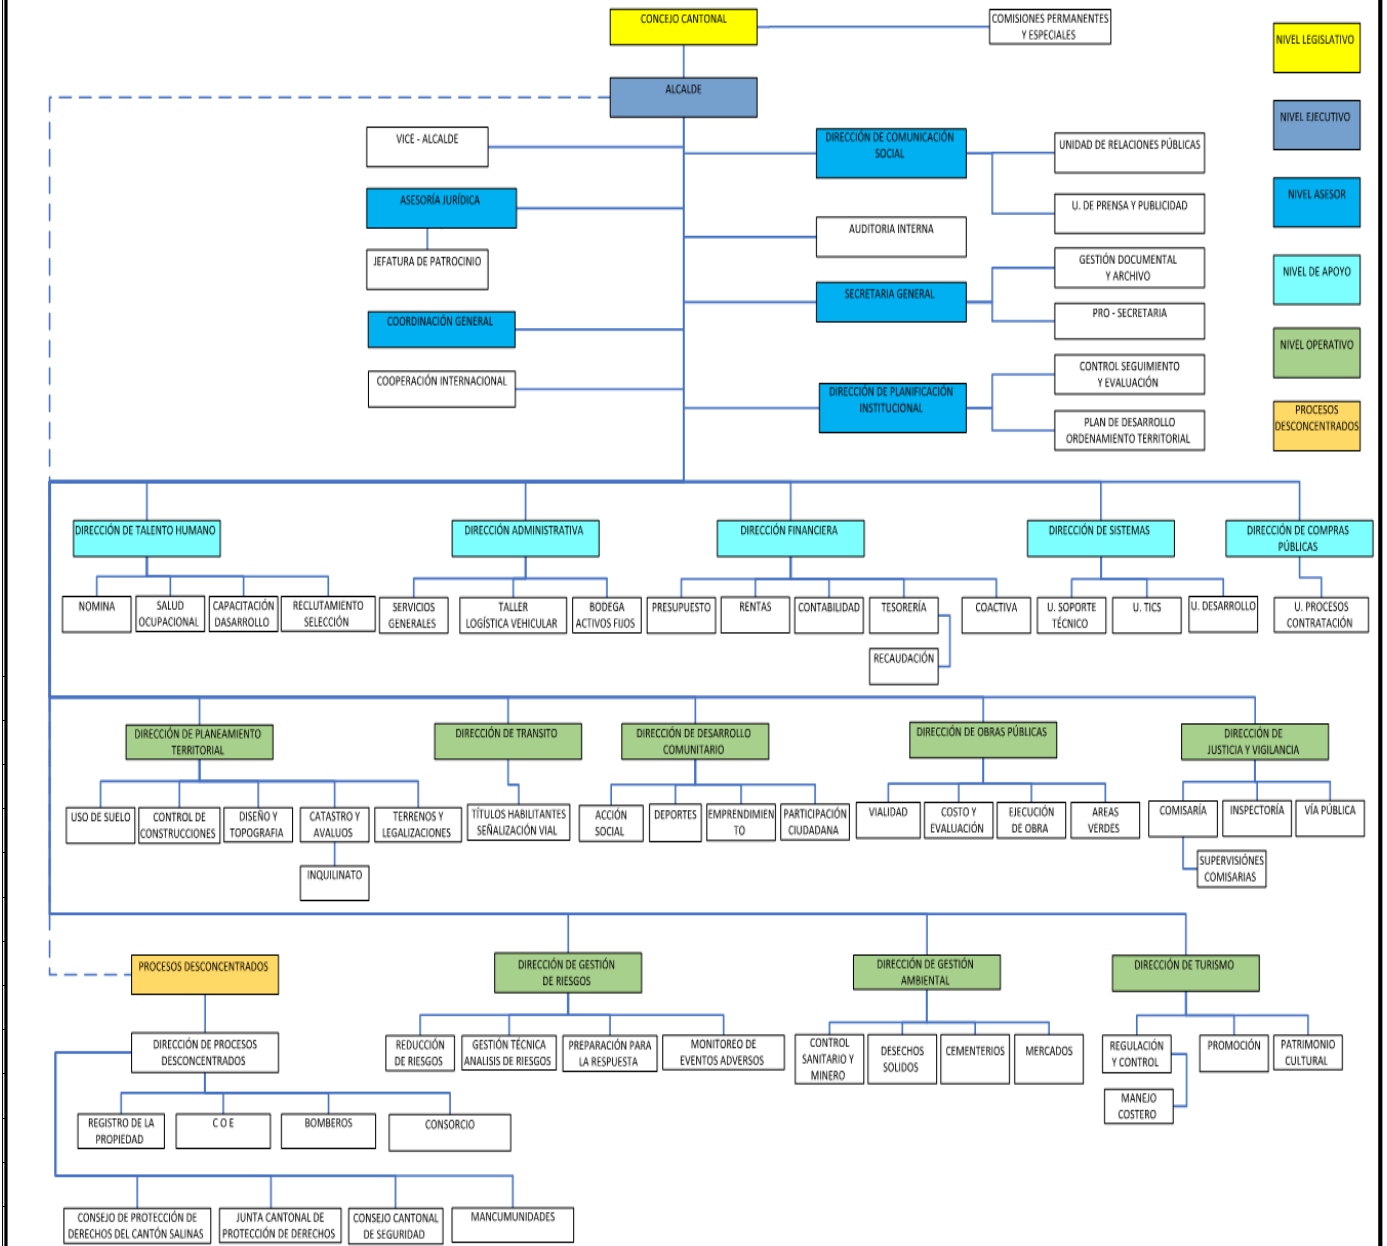 CONCEJO CANTONAL
COMISIONES PERMANENTES
Y ESPECIALES
NIVEL LEGISLATIVO
ALCALDE
NIVEL EJECUTIVO
VICE - ALCALDE
DIRECCIÓN DE COMUNICACIÓN
SOCIAL
UNIDAD DE RELACIONES PÚBLICAS
ASESORÍA JURÍDICA
U. DE PRENSA Y PUBLICIDAD
NIVEL ASESOR
AUDITORIA INTERNA
JEFATURA DE PATROCINIO
GESTIÓN DOCUMENTAL
Y ARCHIVO
NIVEL DE APOYO
SECRETARIA GENERAL
PRO - SECRETARIA
COORDINACIÓN GENERAL
NIVEL OPERATIVO
COOPERACIÓN INTERNACIONAL
CONTROL SEGUIMIENTO
Y EVALUACIÓN
DIRECCIÓN DE PLANIFICACIÓN
INSTITUCIONAL
PLAN DE DESARROLLO
ORDENAMIENTO TERRITORIAL
PROCESOS
DESCONCENTRADOS
DIRECCIÓN DE TALENTO HUMANO
DIRECCIÓN ADMINISTRATIVA
DIRECCIÓN FINANCIERA
DIRECCIÓN DE SISTEMAS
DIRECCIÓN DE COMPRAS
PÚBLICAS
NOMINA
SALUD
OCUPACIONAL
CAPACITACIÓN
DASARROLLO
RECLUTAMIENTO
SELECCIÓN
SERVICIOS
GENERALES
TALLER
LOGÍSTICA VEHICULAR
BODEGA
ACTIVOS FIJOS
PRESUPUESTO
RENTAS
CONTABILIDAD
TESORERÍA
COACTIVA
U. SOPORTE
TÉCNICO
U. TICS
U. DESARROLLO
U. PROCESOS
CONTRATACIÓN
RECAUDACIÓN
DIRECCIÓN DE PLANEAMIENTO
TERRITORIAL
DIRECCIÓN DE TRANSITO
DIRECCIÓN DE DESARROLLO
COMUNITARIO
DIRECCIÓN DE OBRAS PÚBLICAS
DIRECCIÓN DE
JUSTICIA Y VIGILANCIA
USO DE SUELO
CONTROL DE
CONSTRUCCIONES
DISEÑO Y
TOPOGRAFIA
CATASTRO Y
AVALUOS
TERRENOS Y
LEGALIZACIONES
TÍTULOS HABILITANTES
SEÑALIZACIÓN VIAL
ACCIÓN
SOCIAL
DEPORTES
EMPRENDIMIEN
TO
PARTICIPACIÓN
CIUDADANA
VIALIDAD
COSTO Y
EVALUACIÓN
EJECUCIÓN
DE OBRA
AREAS
VERDES
COMISARÍA
INSPECTORÍA
VÍA PÚBLICA
INQUILINATO
SUPERVISIÓNES
COMISARIAS
PROCESOS DESCONCENTRADOS
DIRECCIÓN DE GESTIÓN
DE RIESGOS
DIRECCIÓN DE GESTIÓN
AMBIENTAL
DIRECCIÓN DE TURISMO
DIRECCIÓN DE PROCESOS
DESCONCENTRADOS
REDUCCIÓN
DE RIESGOS
GESTIÓN TÉCNICA
ANALISIS DE RIESGOS
PREPARACIÓN PARA
LA RESPUESTA
MONITOREO DE
EVENTOS ADVERSOS
CONTROL
SANITARIO Y
MINERO
DESECHOS
SOLIDOS
CEMENTERIOS
MERCADOS
REGULACIÓN
Y CONTROL
PROMOCIÓN
PATRIMONIO
CULTURAL
MANEJO
COSTERO
REGISTRO DE LA
PROPIEDAD
C O E
BOMBEROS
CONSORCIO
CONSEJO DE PROTECCIÓN DE
DERECHOS DEL CANTÓN SALINAS
JUNTA CANTONAL DE
PROTECCIÓN DE DERECHOS
CONSEJO CANTONAL
DE SEGURIDAD
MANCUMUNIDADES